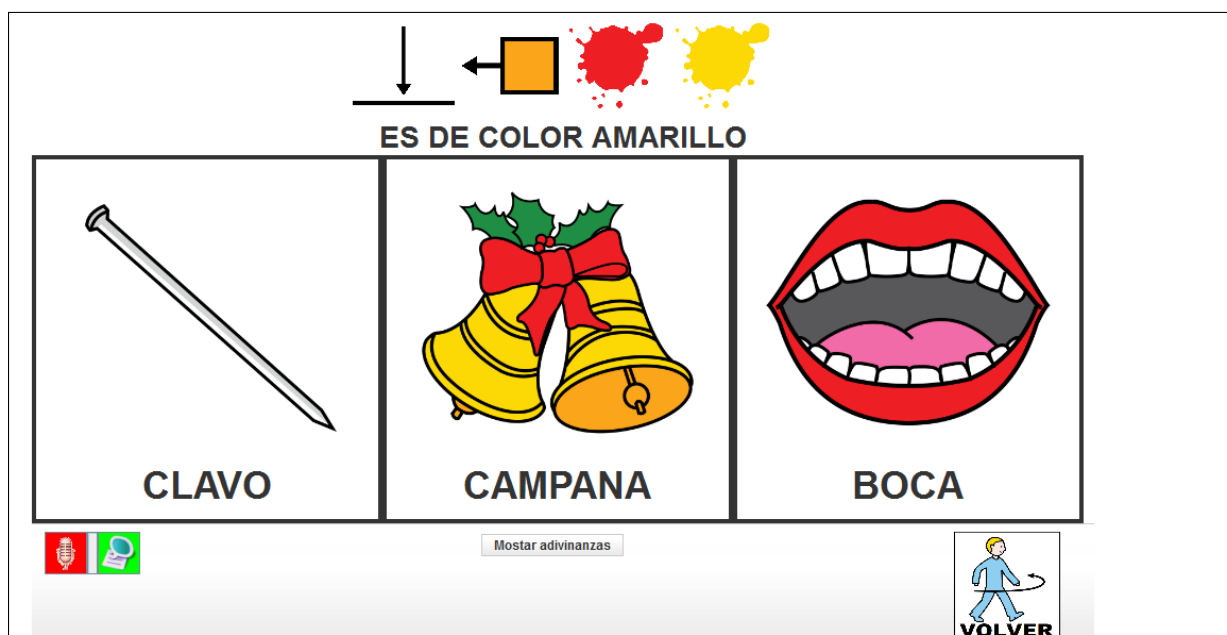 ES DE COLOR AMARILLO
CLAVO
CAMPANA
BOCA
Mostar adivinanzas
VOLVER